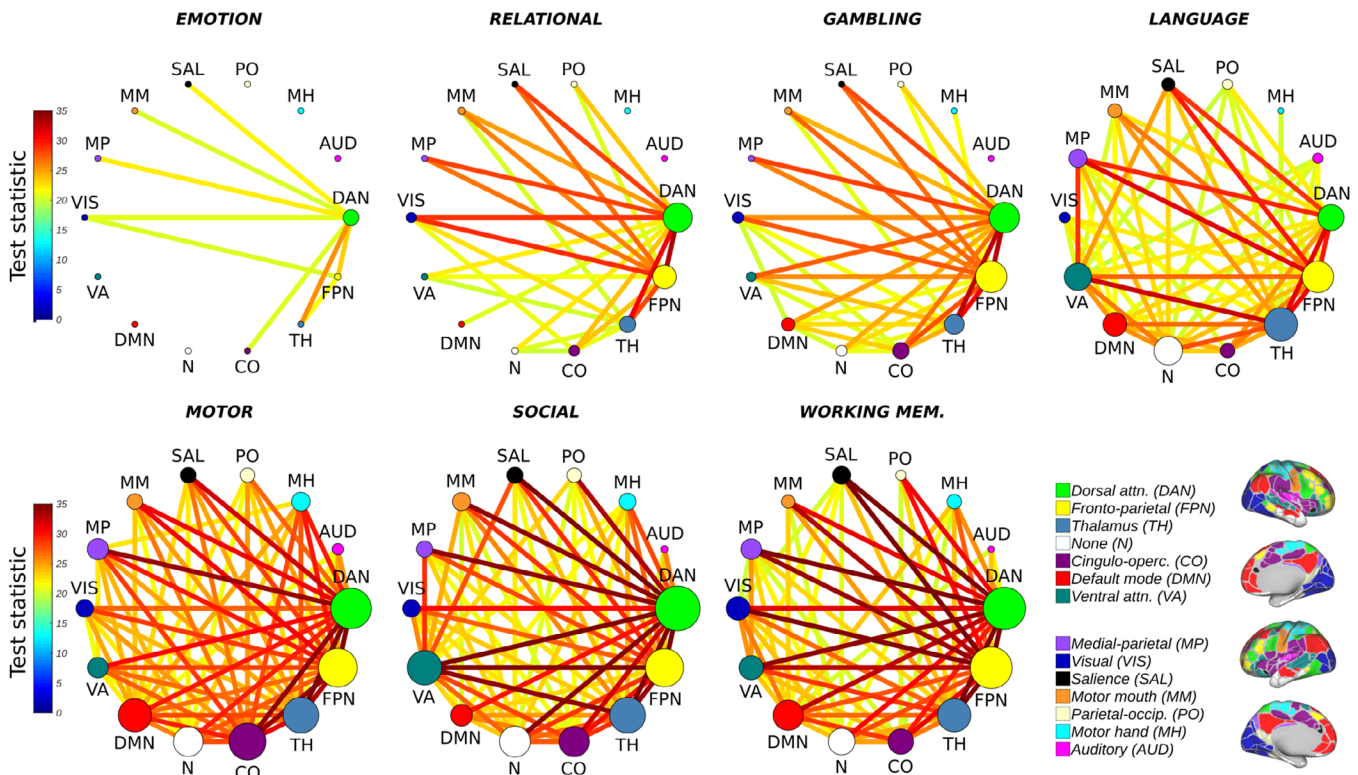 EMOTION
RELATIONAL
GAMBLING
LANGUAGE
SAL PO
MM MH
MP AUD
VIS DAN
VA FPN
DMN TH
N CO
SAL PO
MM MH
MP AUD
VIS DAN
VA FPN
DMN TH
N CO
SAL PO
MM MH
MP AUD
VIS DAN
VA FPN
DMN TH
N CO
SAL PO
MM MH
MP AUD
VIS DAN
VA FPN
DMN TH
N CO
Test statistic
35
30
25
20
15
10
5
0
MOTOR
SOCIAL
WORKING MEM.
SAL PO
MM MH
MP AUD
VIS DAN
VA FPN
DMN TH
N CO
SAL PO
MM MH
MP AUD
VIS DAN
VA FPN
DMN TH
N CO
SAL PO
MM MH
MP AUD
VIS DAN
VA FPN
DMN TH
N CO
Test statistic
35
30
25
20
15
10
5
0
Dorsal attn. (DAN)
Fronto-parietal (FPN)
Thalamus (TH)
None (N)
Cingulo-operc. (CO)
Default mode (DMN)
Ventral attn. (VA)
Medial-parietal (MP)
Visual (VIS)
Salience (SAL)
Motor mouth (MM)
Parietal-occip. (PO)
Motor hand (MH)
Auditory (AUD)